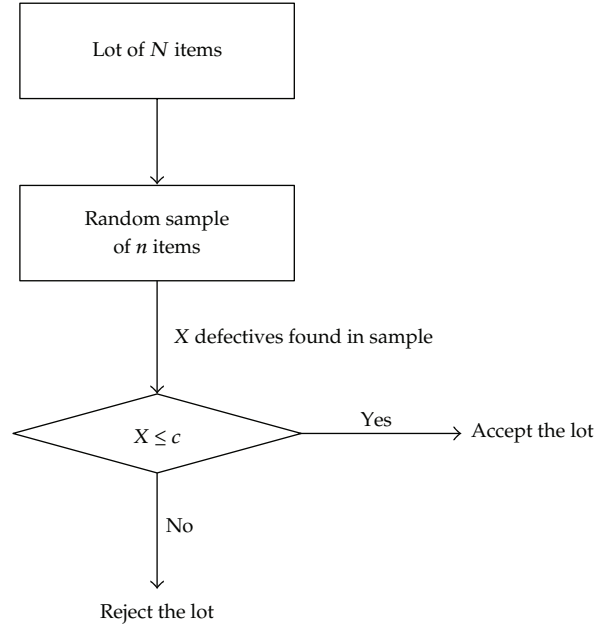 Lot of N items
Random sample
of n items
X defectives found in sample
X ≤ c
Yes
Accept the lot
No
Reject the lot